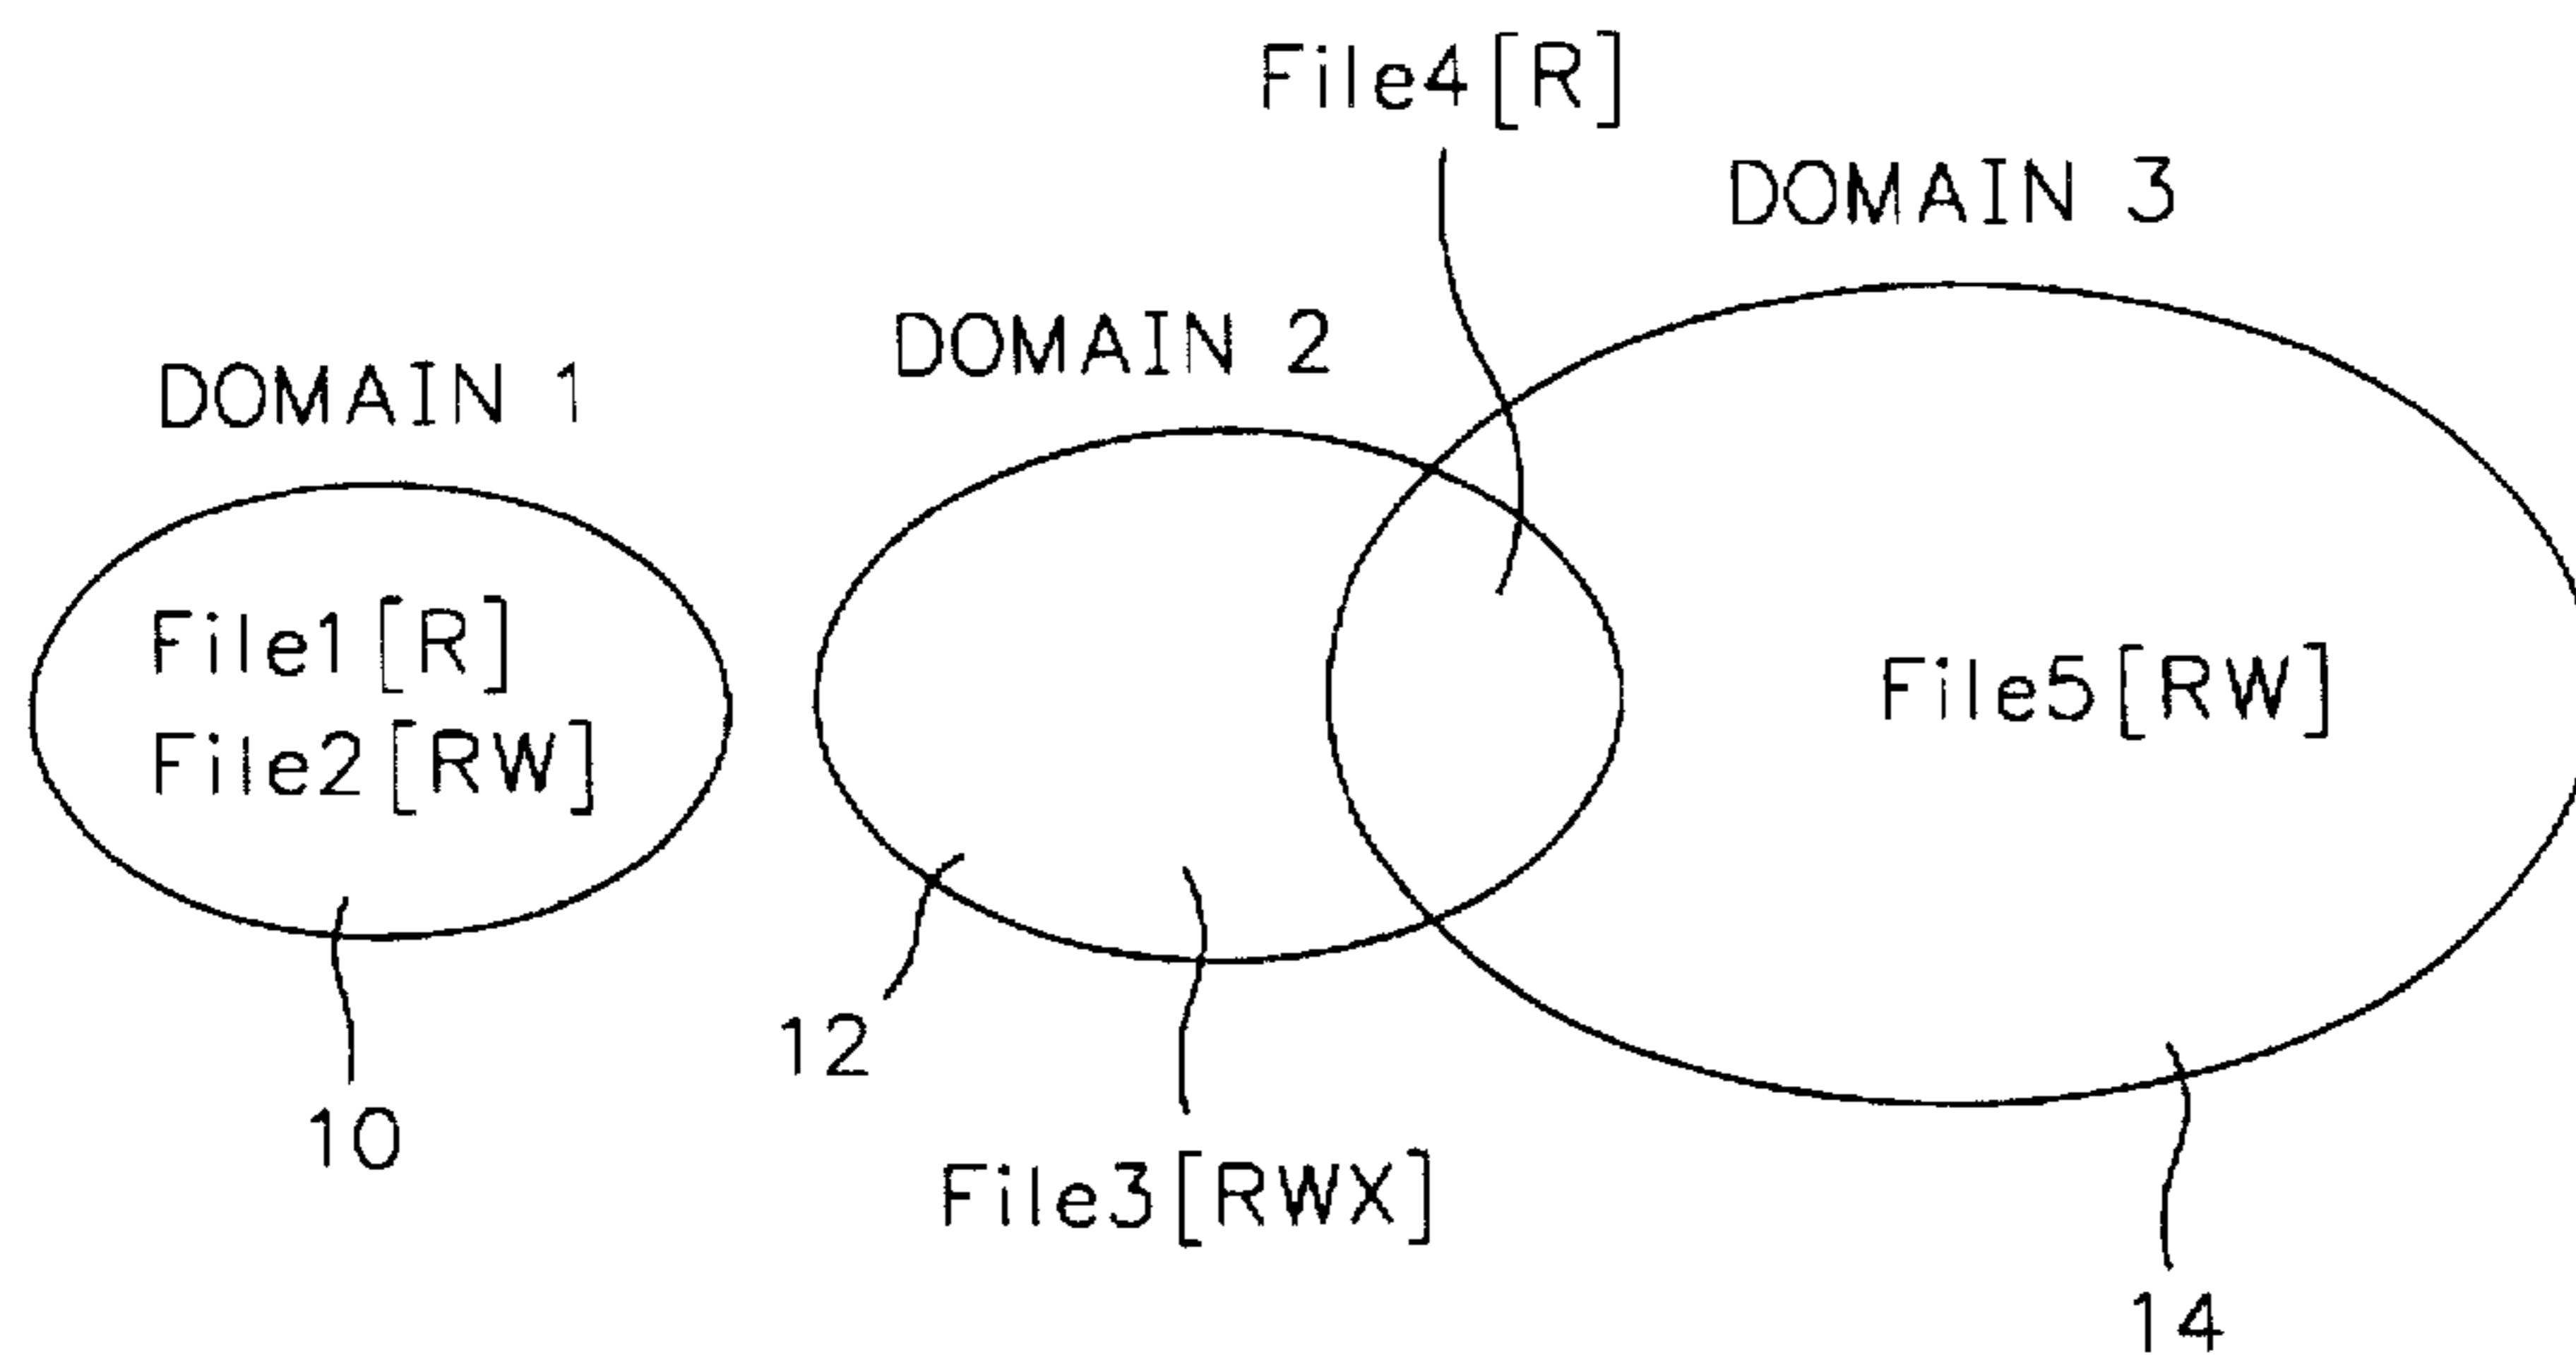 File4[R]
DOMAIN 3
DOMAIN 2
DOMAIN 1
File1[R]
File2[RW]
File5[RW]
12
10
File3[RWX]
14